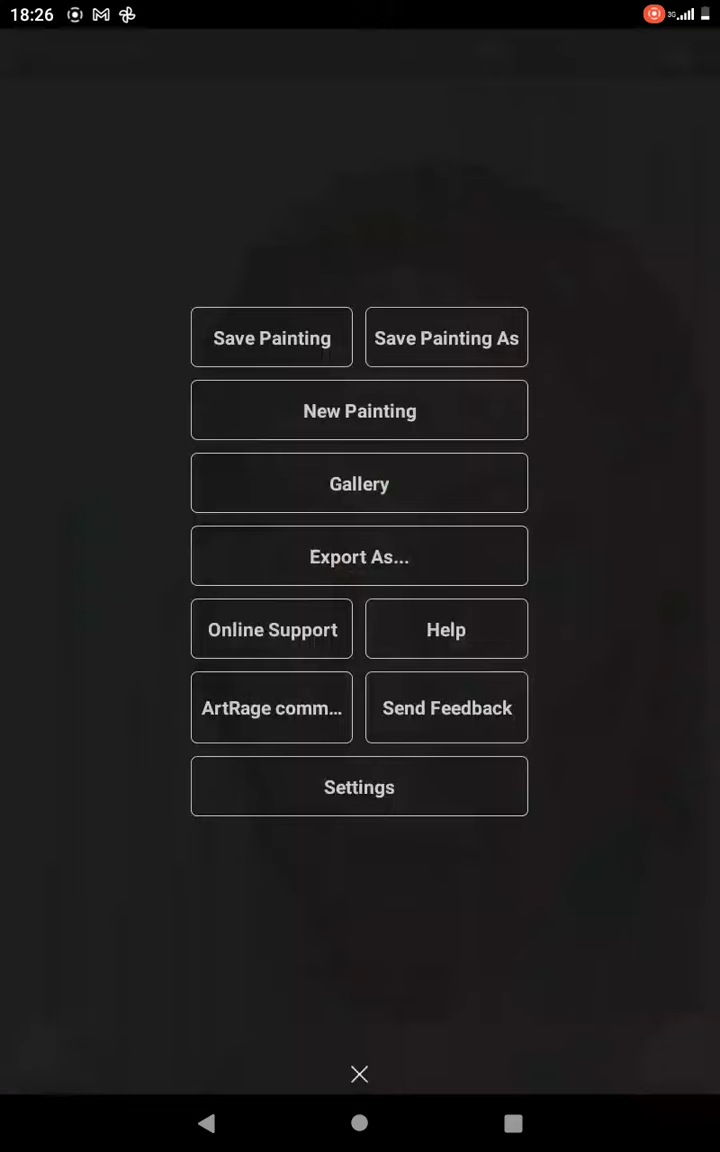 18:26 3G
Save Painting Save Painting As
New Painting
Gallery
Export As...
Online Support Help
ArtRage comm... Send Feedback
Settings